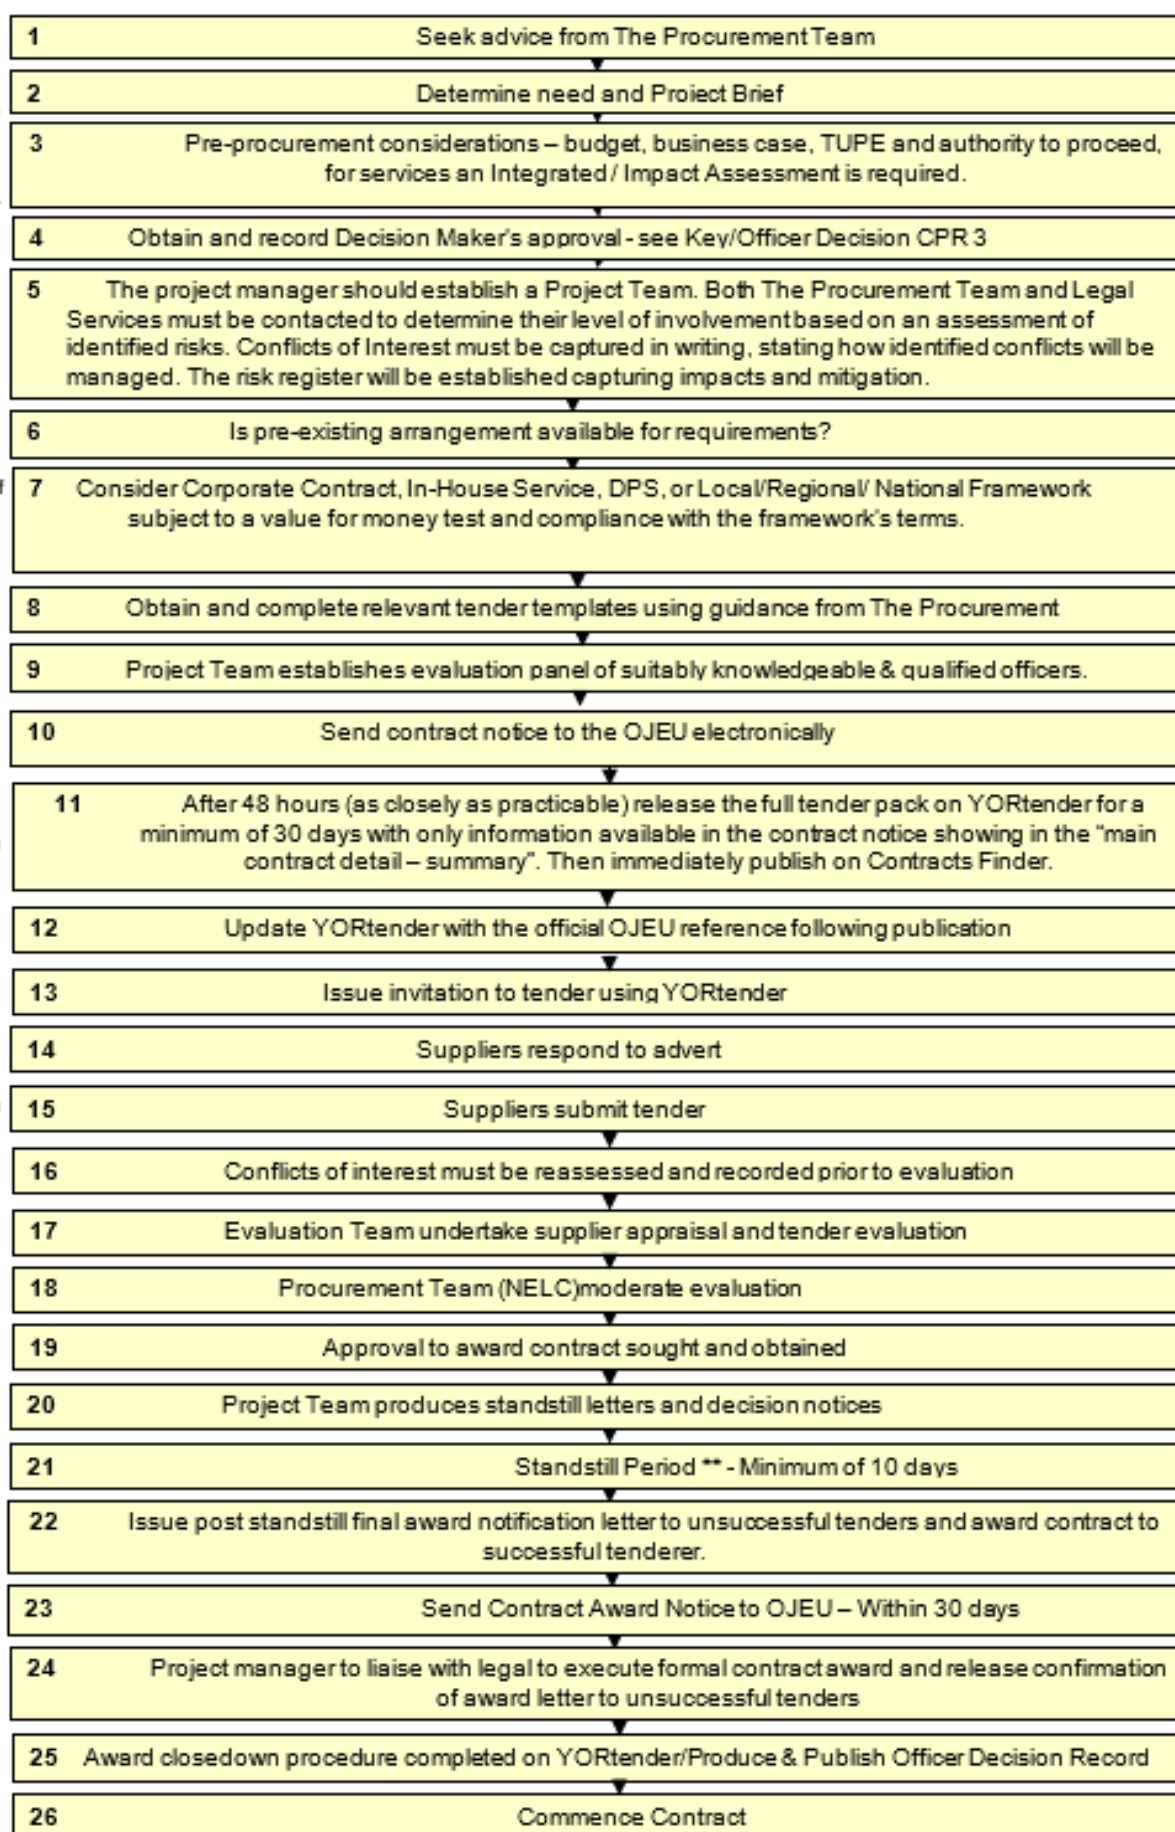 1 Seek advice from The Procurement Team
2 Determine need and Project Brief
3 Pre-procurement considerations – budget, business case, TUPE and authority to proceed,
for services an Integrated / Impact Assessment is required.
4 Obtain and record Decision Maker's approval - see Key/Officer Decision CPR 3
5 The project manager should establish a Project Team. Both The Procurement Team and Legal
Services must be contacted to determine their level of involvement based on an assessment of
identified risks. Conflicts of Interest must be captured in writing, stating how identified conflicts will be
managed. The risk register will be established capturing impacts and mitigation.
6 Is pre-existing arrangement available for requirements?
7 Consider Corporate Contract, In-House Service, DPS, or Local/Regional/ National Framework
subject to a value for money test and compliance with the framework's terms.
8 Obtain and complete relevant tender templates using guidance from The Procurement
9 Project Team establishes evaluation panel of suitably knowledgeable & qualified officers.
10 Send contract notice to the OJEU electronically
11 After 48 hours (as closely as practicable) release the full tender pack on YORtender for a
minimum of 30 days with only information available in the contract notice showing in the "main
contract detail – summary". Then immediately publish on Contracts Finder.
12 Update YORtender with the official OJEU reference following publication
13 Issue invitation to tender using YORtender
14 Suppliers respond to advert
15 Suppliers submit tender
16 Conflicts of interest must be reassessed and recorded prior to evaluation
17 Evaluation Team undertake supplier appraisal and tender evaluation
18 Procurement Team (NELC)moderate evaluation
19 Approval to award contract sought and obtained
20 Project Team produces standstill letters and decision notices
21 Standstill Period ** - Minimum of 10 days
22 Issue post standstill final award notification letter to unsuccessful tenders and award contract to
successful tenderer.
23 Send Contract Award Notice to OJEU – Within 30 days
24 Project manager to liaise with legal to execute formal contract award and release confirmation
of award letter to unsuccessful tenders
25 Award closedown procedure completed on YORtender/Produce & Publish Officer Decision Record
26 Commence Contract